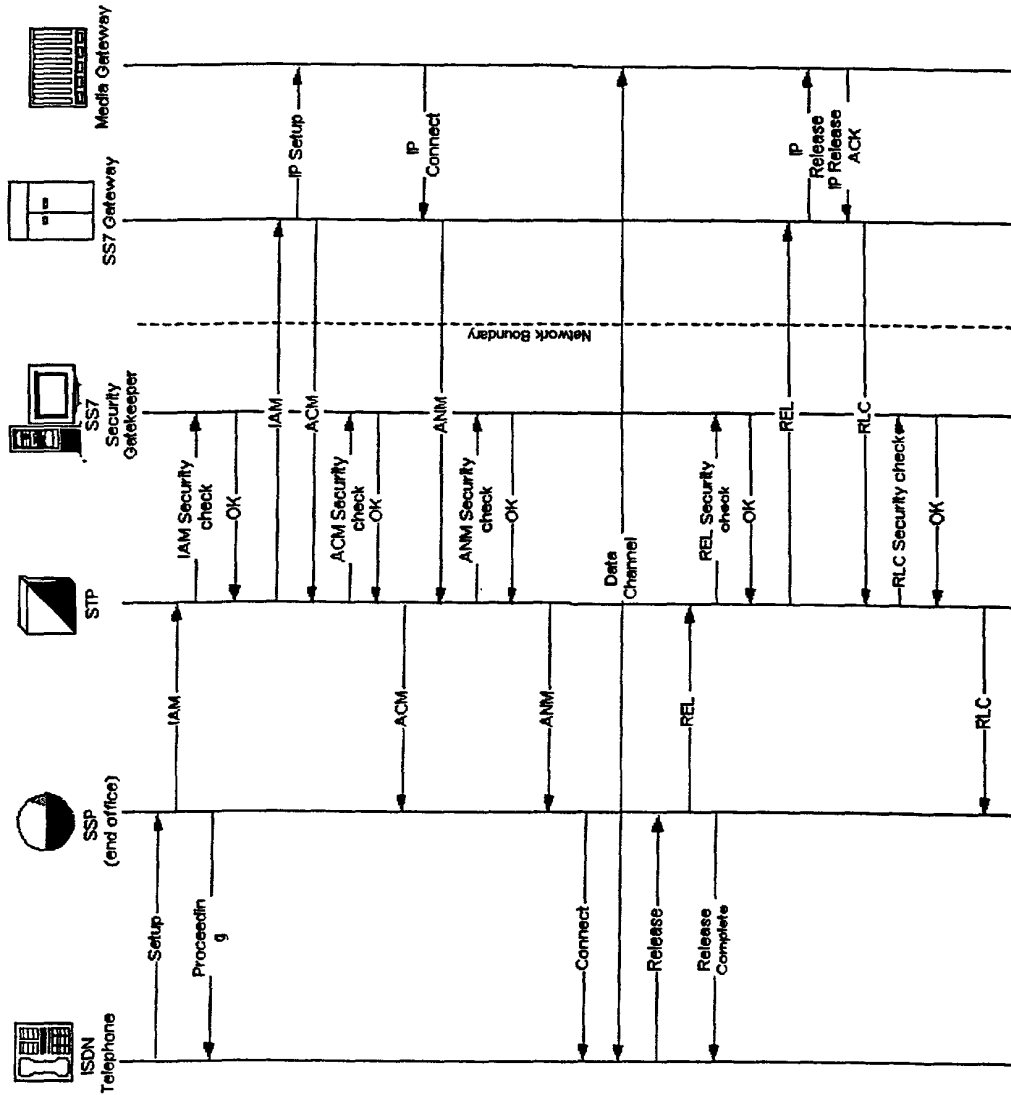 ISDN
Telephone
SSP
(end office)
STP
SS7
Security
Gatekeeper
SS7 Gateway
Media Gateway
Network Boundary
Setup
IAM
Proceedin
g
IAM Security
check
OK
IAM
IP Setup
ACM
ACM Security
check
OK
ACM
IP
Connect
ANM
ANM Security
check
OK
ANM
Connect
Data
Channel
Release
REL
Release
Complete
REL Security
check
OK
REL
IP
Release
IP Release
ACK
RLC
RLC Security check
OK
RLC